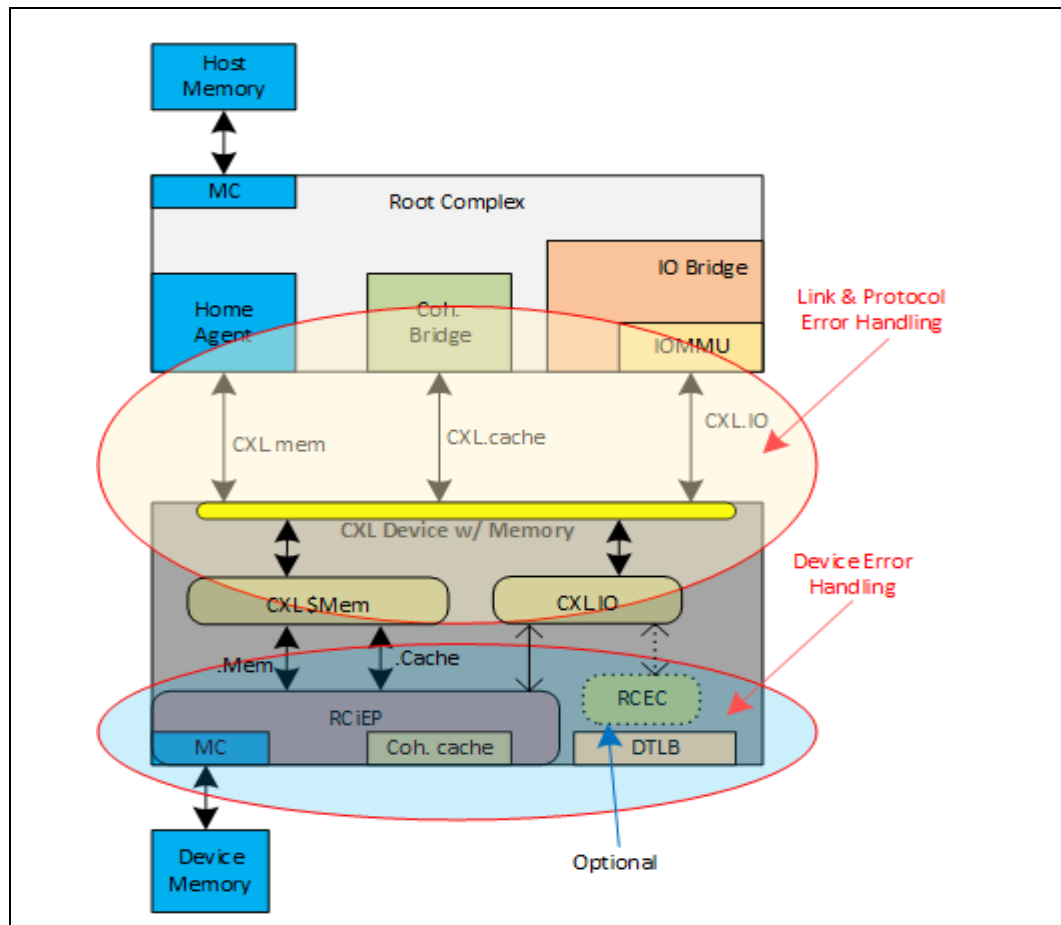 Host
Memory
MC
Root Complex
IO Bridge
Home
Agent
Coh.
Bridge
IOMMU
Link & Protocol
Error Handling
CXL mem
CXL.cache
CXL.IO
CXL Device w/ Memory
Device Error
Handling
CXL $Mem
CXL.IO
.Mem
.Cache
RCiEP
RCEC
MC
Coh. cache
DTLB
Optional
Device
Memory